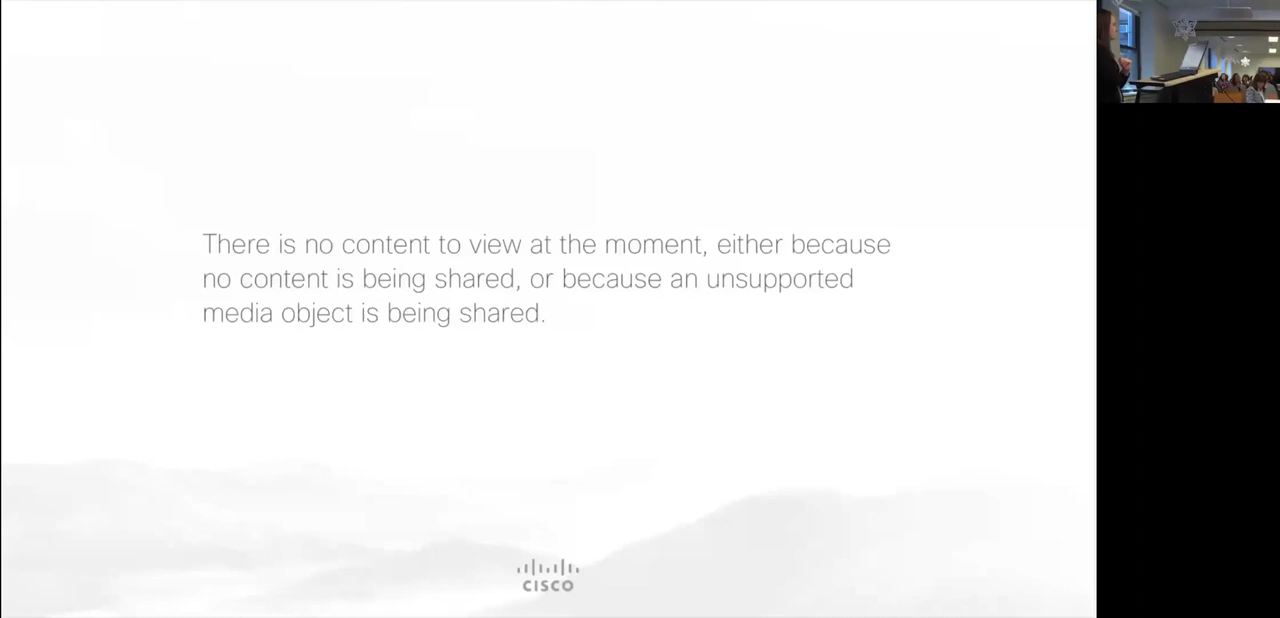 There is no content to view at the moment, either because
no content is being shared, or because an unsupported
media object is being shared.
CISCO